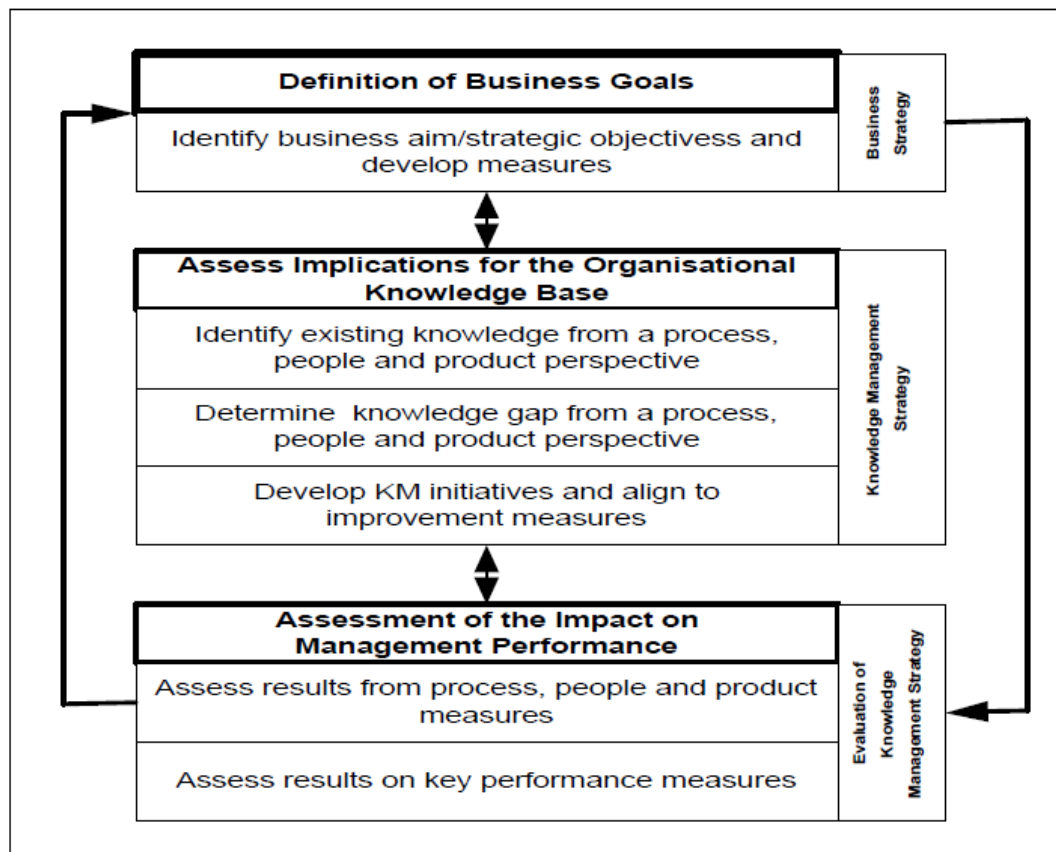 Definition of Business Goals
Identify business aim/strategic objectivess and
develop measures
Business
Strategy
Assess Implications for the Organisational
Knowledge Base
Identify existing knowledge from a process,
people and product perspective
Determine knowledge gap from a process,
people and product perspective
Develop KM initiatives and align to
improvement measures
Knowledge Management
Strategy
Assessment of the Impact on
Management Performance
Assess results from process, people and product
measures
Assess results on key performance measures
Evaluation of
Knowledge
Management Strategy